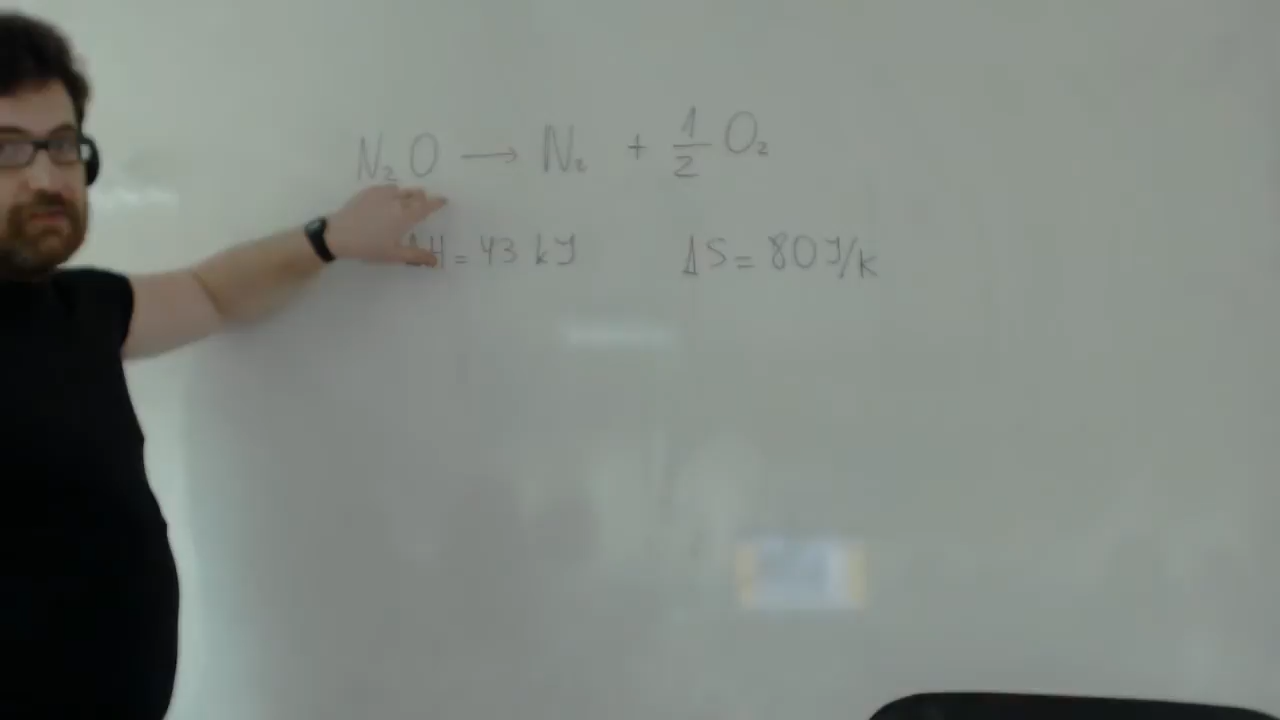 N₂O → N₂ + 1/2 O₂
ΔH = 43 kJ ΔS = 80 J/K